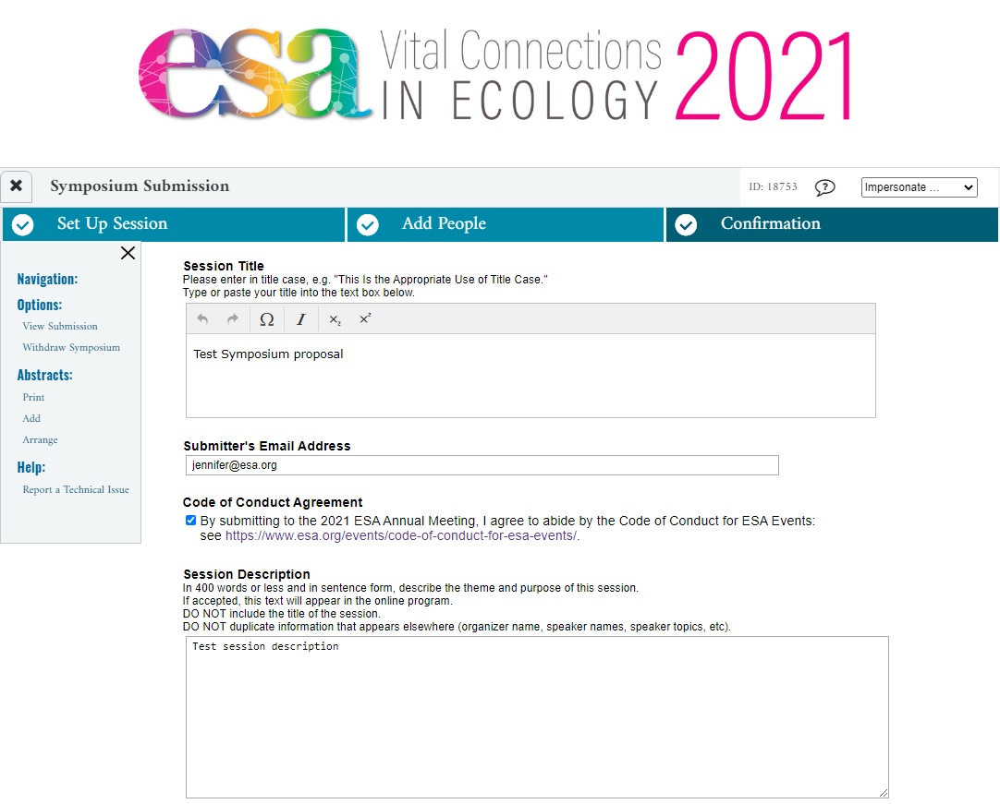 esa Vital Connections IN ECOLOGY 2021
Symposium Submission
ID: 18753
Impersonate ...
Set Up Session
Add People
Confirmation
Navigation:
Options:
View Submission
Withdraw Symposium
Abstracts:
Print
Add
Arrange
Help:
Report a Technical Issue
Session Title
Please enter in title case, e.g. "This Is the Appropriate Use of Title Case."
Type or paste your title into the text box below.
Ω I x₂ x²
Test Symposium proposal
Submitter's Email Address
jennifer@esa.org
Code of Conduct Agreement
By submitting to the 2021 ESA Annual Meeting, I agree to abide by the Code of Conduct for ESA Events:
see https://www.esa.org/events/code-of-conduct-for-esa-events/.
Session Description
In 400 words or less and in sentence form, describe the theme and purpose of this session.
If accepted, this text will appear in the online program.
DO NOT include the title of the session.
DO NOT duplicate information that appears elsewhere (organizer name, speaker names, speaker topics, etc).
Test session description